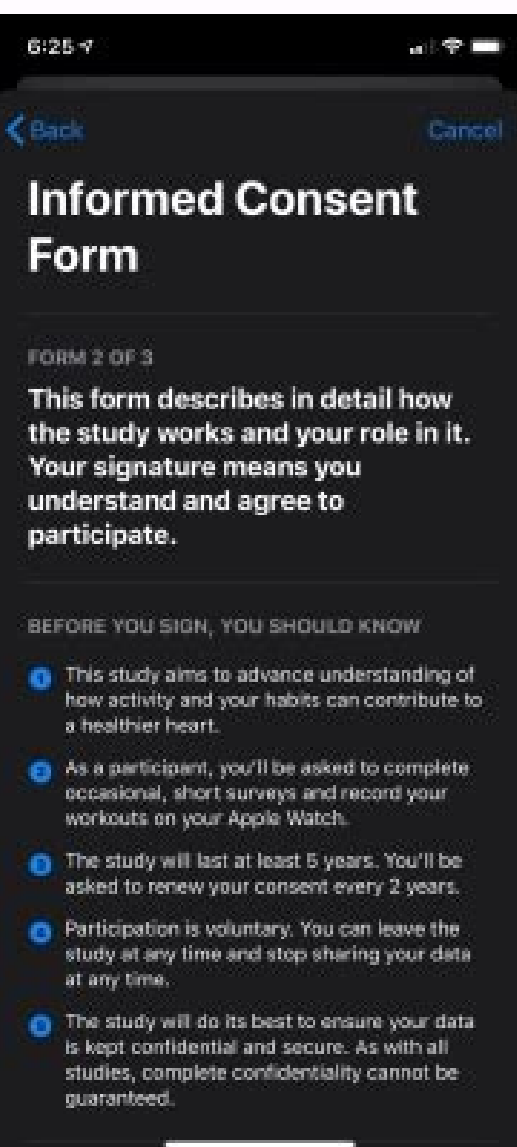 6:25
Back
Cancel
Informed Consent
Form
FORM 2 OF 3
This form describes in detail how
the study works and your role in it.
Your signature means you
understand and agree to
participate.
BEFORE YOU SIGN, YOU SHOULD KNOW
1 This study aims to advance understanding of
how activity and your habits can contribute to
a healthier heart.
2 As a participant, you'll be asked to complete
occasional, short surveys and record your
workouts on your Apple Watch.
3 The study will last at least 5 years. You'll be
asked to renew your consent every 2 years.
4 Participation is voluntary. You can leave the
study at any time and stop sharing your data
at any time.
5 The study will do its best to ensure your data
is kept confidential and secure. As with all
studies, complete confidentiality cannot be
guaranteed.